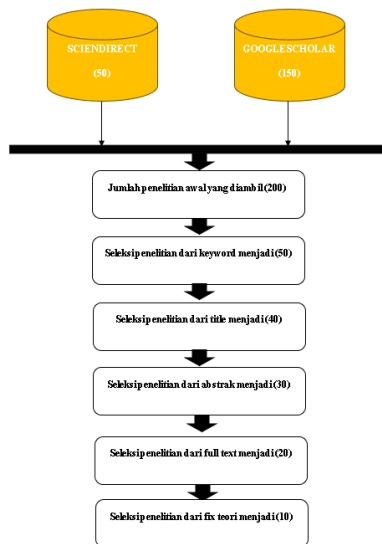 SCIENDIRECT
(50)
GOOGLESCHOLAR
(150)
Jumlah penelitian awal yang diambil (200)
Seleksi penelitian dari keyword menjadi (50)
Seleksi penelitian dari title menjadi (40)
Seleksi penelitian dari abstrak menjadi (30)
Seleksi penelitian dari full text menjadi (20)
Seleksi penelitian dari fix teori menjadi (10)